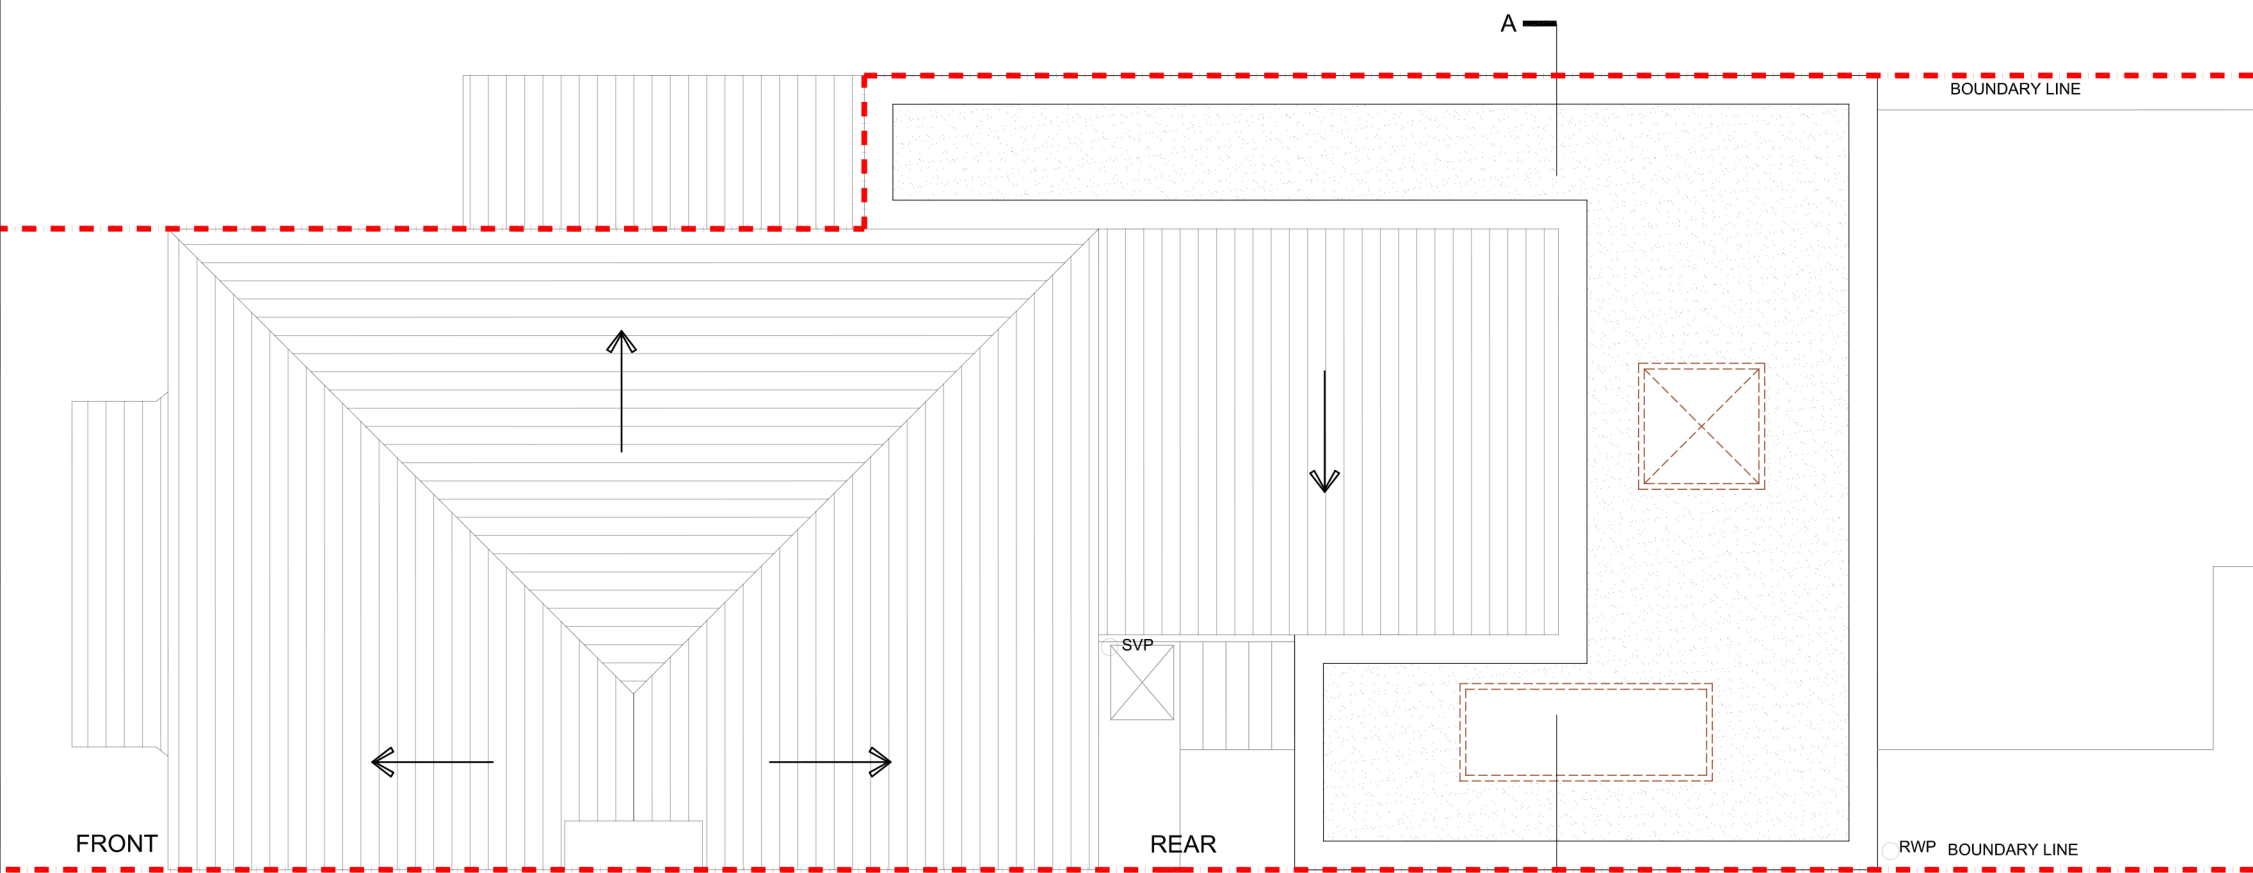 A
BOUNDARY LINE
SVP
FRONT
REAR
RWP
BOUNDARY LINE